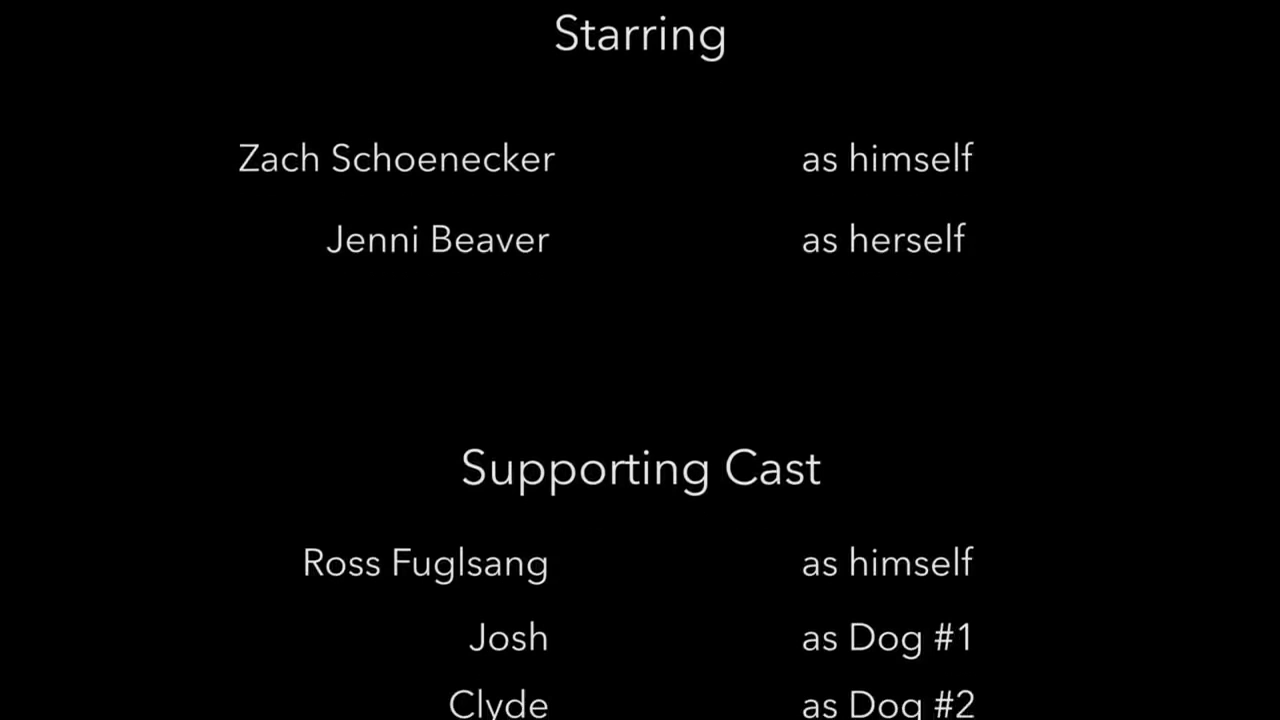 Starring
Zach Schoenecker as himself
Jenni Beaver as herself
Supporting Cast
Ross Fuglsang as himself
Josh as Dog #1
Clyde as Dog #2